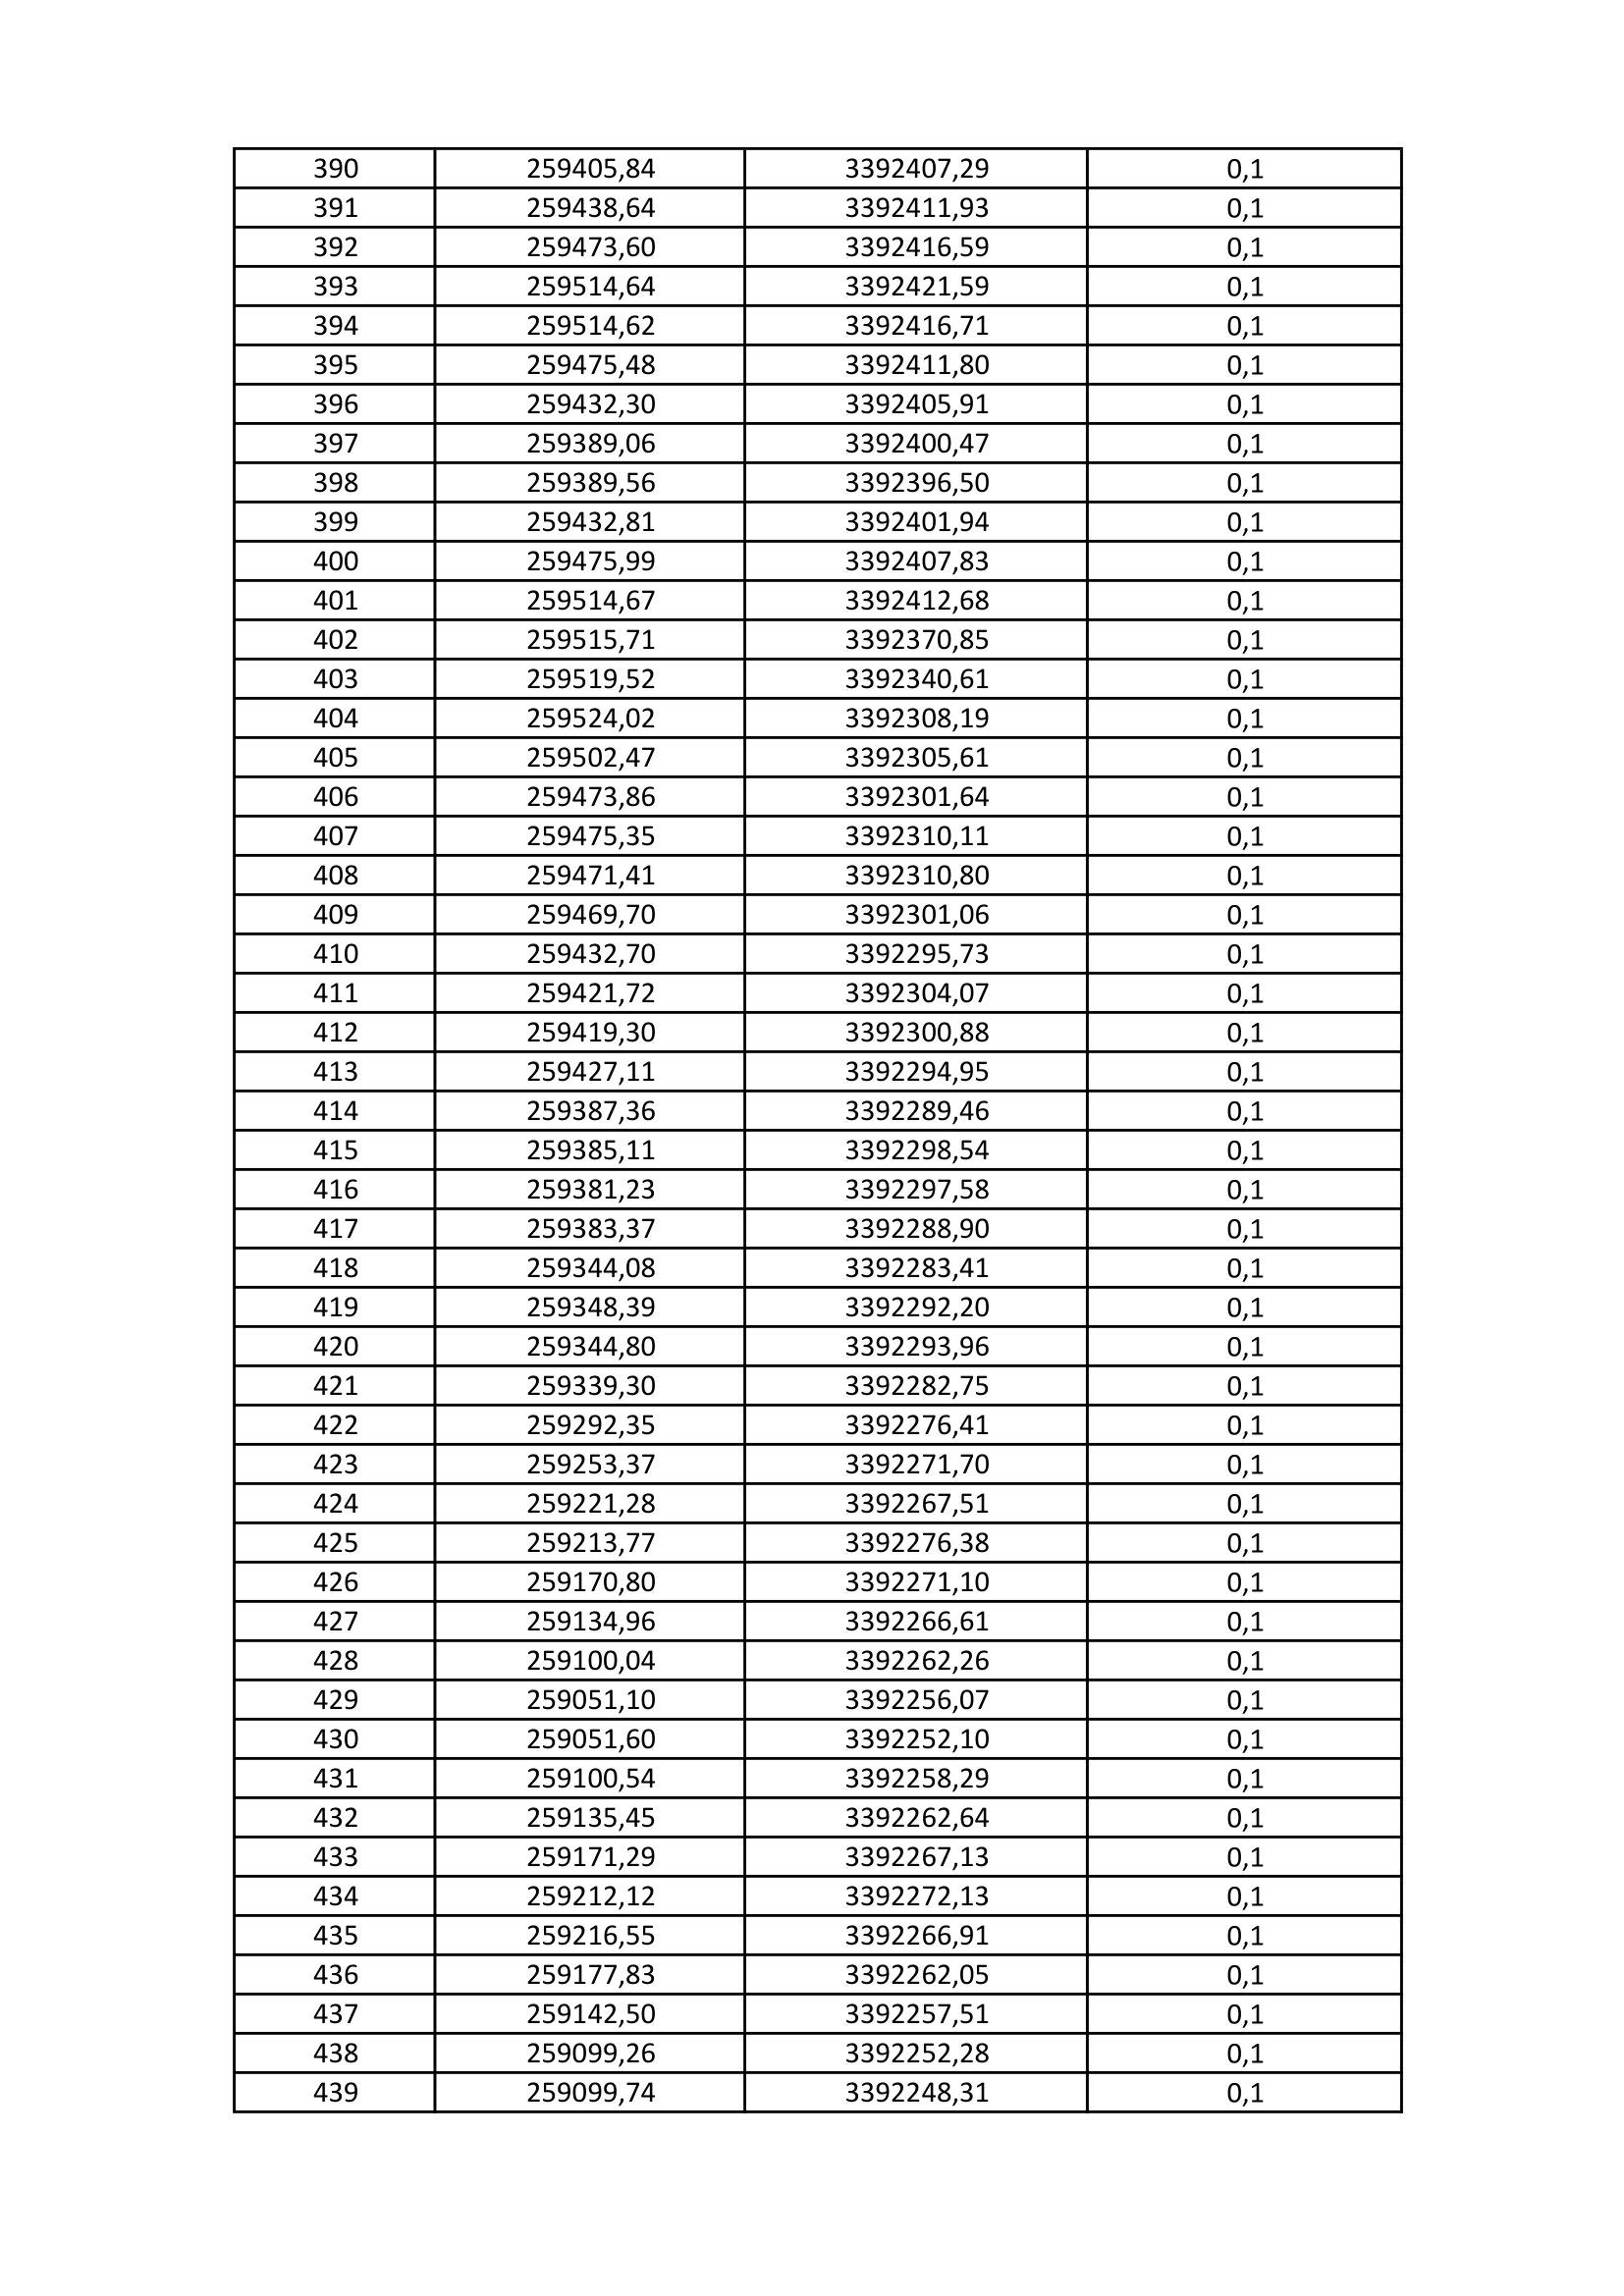 390 259405,84 3392407,29 0,1
391 259438,64 3392411,93 0,1
392 259473,60 3392416,59 0,1
393 259514,64 3392421,59 0,1
394 259514,62 3392416,71 0,1
395 259475,48 3392411,80 0,1
396 259432,30 3392405,91 0,1
397 259389,06 3392400,47 0,1
398 259389,56 3392396,50 0,1
399 259432,81 3392401,94 0,1
400 259475,99 3392407,83 0,1
401 259514,67 3392412,68 0,1
402 259515,71 3392370,85 0,1
403 259519,52 3392340,61 0,1
404 259524,02 3392308,19 0,1
405 259502,47 3392305,61 0,1
406 259473,86 3392301,64 0,1
407 259475,35 3392310,11 0,1
408 259471,41 3392310,80 0,1
409 259469,70 3392301,06 0,1
410 259432,70 3392295,73 0,1
411 259421,72 3392304,07 0,1
412 259419,30 3392300,88 0,1
413 259427,11 3392294,95 0,1
414 259387,36 3392289,46 0,1
415 259385,11 3392298,54 0,1
416 259381,23 3392297,58 0,1
417 259383,37 3392288,90 0,1
418 259344,08 3392283,41 0,1
419 259348,39 3392292,20 0,1
420 259344,80 3392293,96 0,1
421 259339,30 3392282,75 0,1
422 259292,35 3392276,41 0,1
423 259253,37 3392271,70 0,1
424 259221,28 3392267,51 0,1
425 259213,77 3392276,38 0,1
426 259170,80 3392271,10 0,1
427 259134,96 3392266,61 0,1
428 259100,04 3392262,26 0,1
429 259051,10 3392256,07 0,1
430 259051,60 3392252,10 0,1
431 259100,54 3392258,29 0,1
432 259135,45 3392262,64 0,1
433 259171,29 3392267,13 0,1
434 259212,12 3392272,13 0,1
435 259216,55 3392266,91 0,1
436 259177,83 3392262,05 0,1
437 259142,50 3392257,51 0,1
438 259099,26 3392252,28 0,1
439 259099,74 3392248,31 0,1